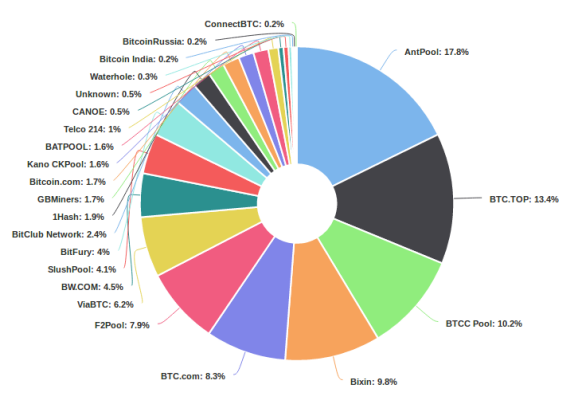 ConnectBTC: 0.2%
BitcoinRussia: 0.2%
Bitcoin India: 0.2%
Waterhole: 0.3%
Unknown: 0.5%
CANOE: 0.5%
Telco 214: 1%
BATPOOL: 1.6%
Kano CKPool: 1.6%
Bitcoin.com: 1.7%
GBMiners: 1.7%
1Hash: 1.9%
BitClub Network: 2.4%
BitFury: 4%
SlushPool: 4.1%
BW.COM: 4.5%
ViaBTC: 6.2%
F2Pool: 7.9%
BTC.com: 8.3%
AntPool: 17.8%
BTC.TOP: 13.4%
BTCC Pool: 10.2%
Bixin: 9.8%